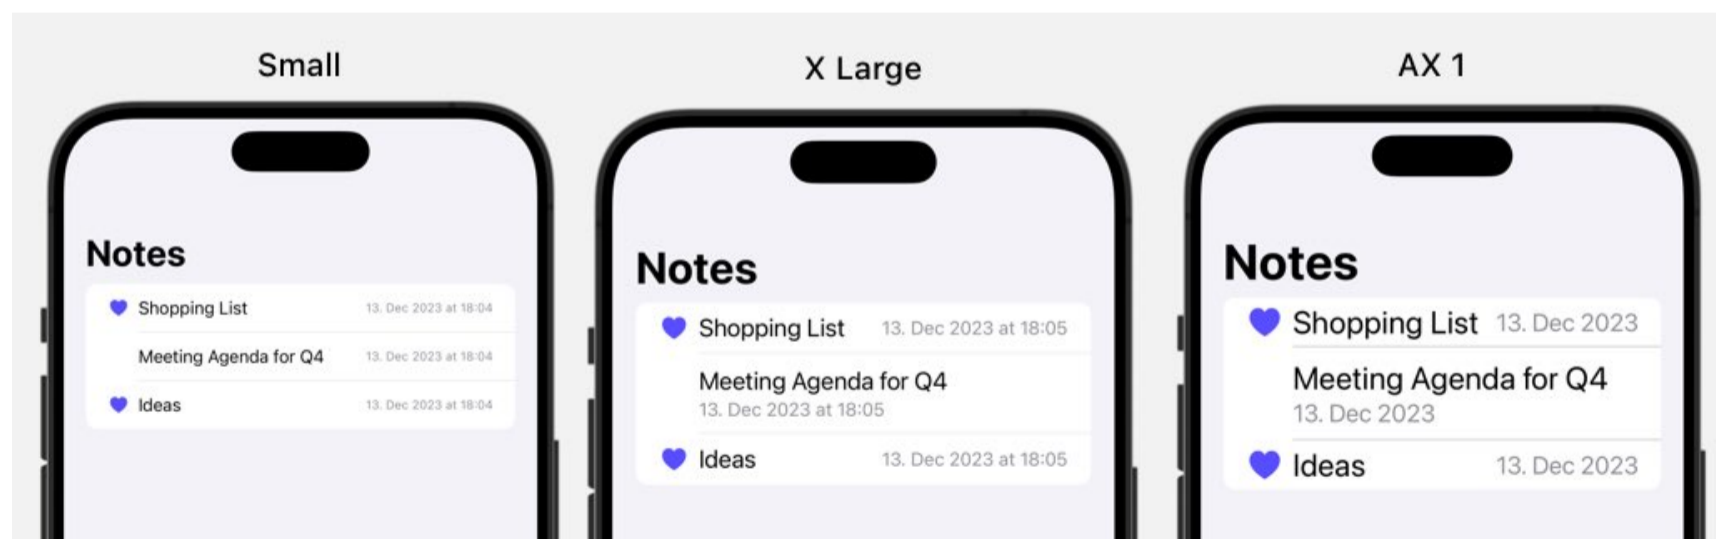 Small
Notes
Shopping List 13. Dec 2023 at 18:04
Meeting Agenda for Q4 13. Dec 2023 at 18:04
Ideas 13. Dec 2023 at 18:04
X Large
Notes
Shopping List 13. Dec 2023 at 18:05
Meeting Agenda for Q4
13. Dec 2023 at 18:05
Ideas 13. Dec 2023 at 18:05
AX 1
Notes
Shopping List 13. Dec 2023
Meeting Agenda for Q4
13. Dec 2023
Ideas 13. Dec 2023